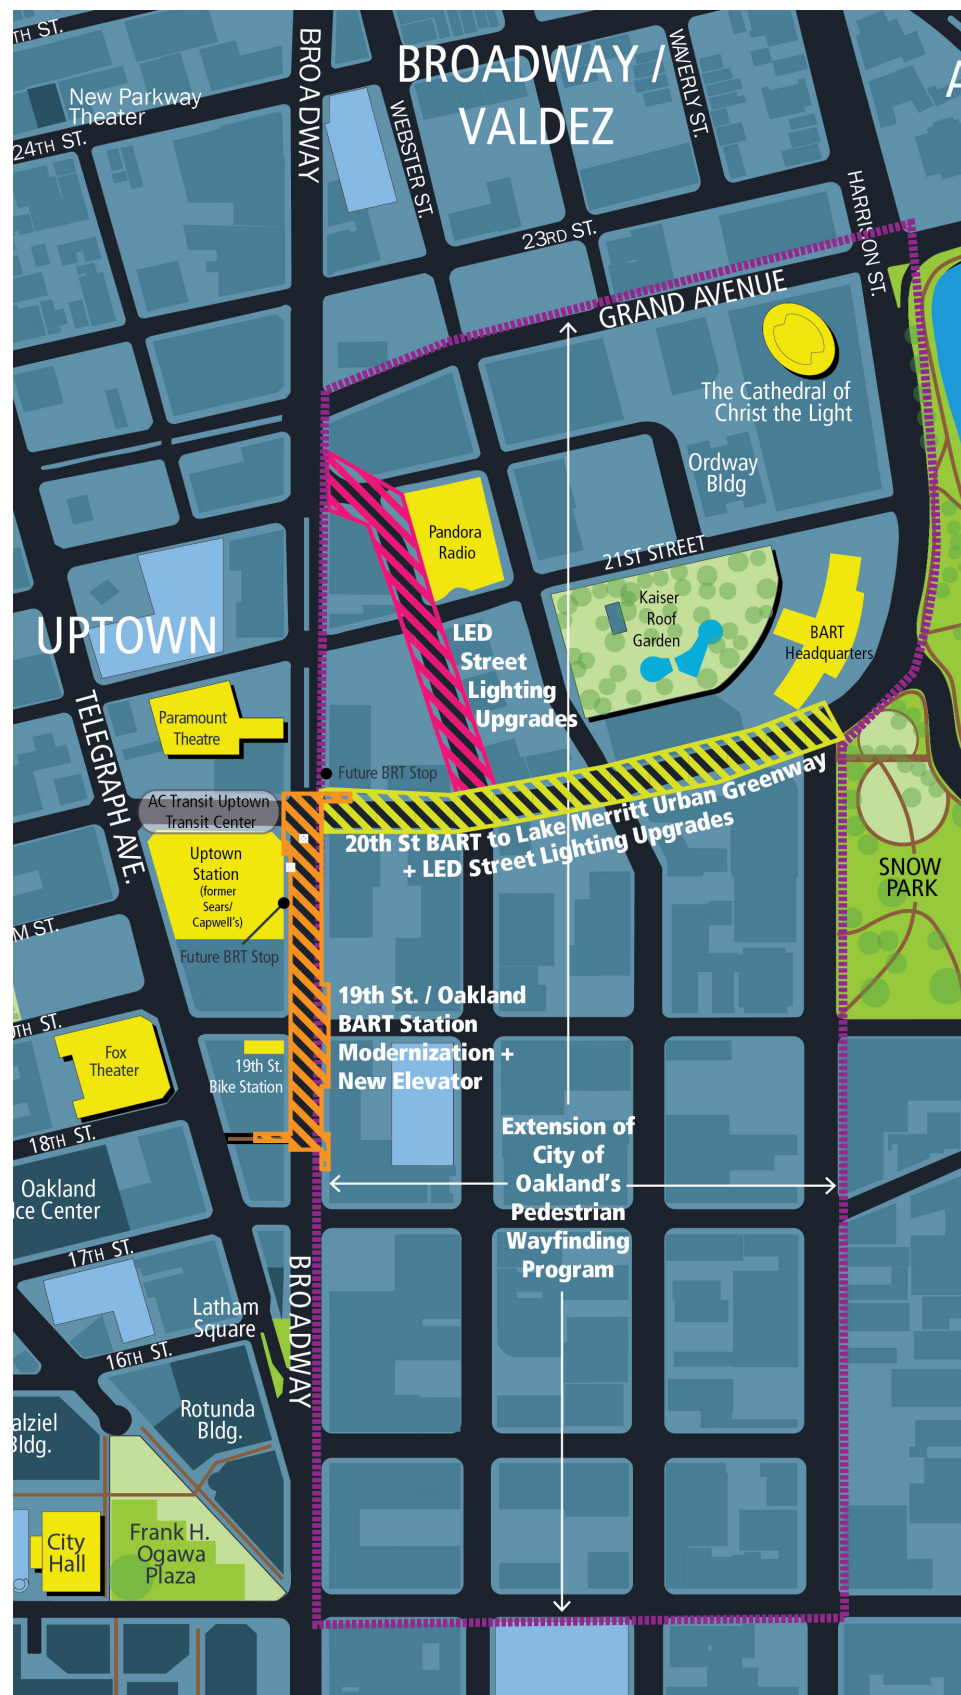 TH ST.
BROADWAY
BROADWAY /
VALDEZ
WAVERLY ST.
New Parkway
Theater
24TH ST.
WEBSTER ST.
HARRISON ST.
23RD ST.
GRAND AVENUE
The Cathedral of
Christ the Light
Ordway
Bldg
Pandora
Radio
21ST STREET
Kaiser
Roof
Garden
BART
Headquarters
UPTOWN
LED
Street
Lighting
Upgrades
TELEGRAPH AVE.
Paramount
Theatre
Future BRT Stop
AC Transit Uptown
Transit Center
20th St BART to Lake Merritt Urban Greenway
+ LED Street Lighting Upgrades
Uptown
Station
(former
Sears/
Capwell's)
SNOW
PARK
M ST.
Future BRT Stop
19th St. / Oakland
BART Station
Modernization +
New Elevator
TH ST.
Fox
Theater
19th St.
Bike Station
18TH ST.
Extension of
City of
Oakland's
Pedestrian
Wayfinding
Program
Oakland
Ice Center
17TH ST.
BROADWAY
Latham
Square
16TH ST.
Rotunda
Bldg.
alziel
Bldg.
City
Hall
Frank H.
Ogawa
Plaza